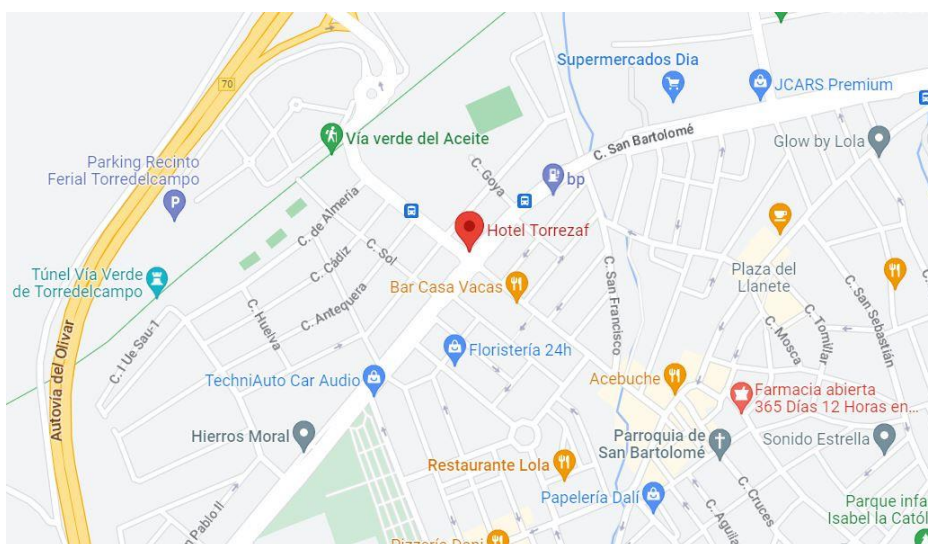 Supermercados Dia
JCARS Premium
70
Vía verde del Aceite
C. San Bartolomé
Glow by Lola
Parking Recinto
Ferial Torredelcampo
P
C. Goya
bp
C. de Almería
Hotel Torrezaf
C. Sol
C. Cádiz
Túnel Vía Verde
de Torredelcampo
Bar Casa Vacas
C. San Francisco
Plaza del
Llanete
C. San Sebastián
C. Huelva
C. Antequera
C. I Ue Sau-1
C. Mosca
C. Tomillar
Autovía del Olivar
Floristería 24h
TechniAuto Car Audio
Acebuche
Farmacia abierta
365 Días 12 Horas en...
Hierros Moral
Parroquia de
San Bartolomé
Sonido Estrella
Restaurante Lola
Papelería Dalí
C. Cruces
C. Aguila
Pablo II
Parque infa
Isabel la Catól
Pizzería Dani